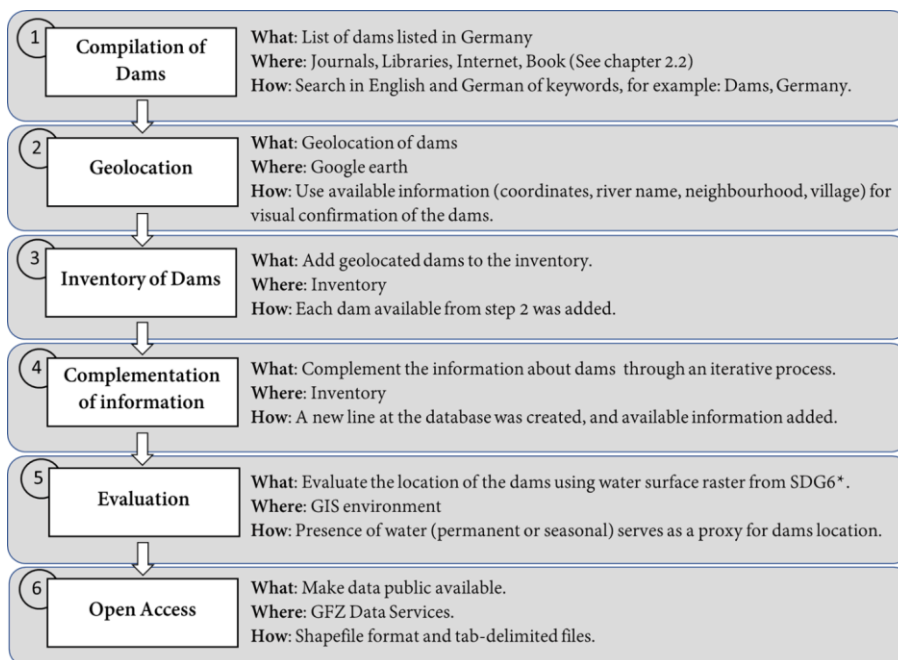 1
Compilation of
Dams
What: List of dams listed in Germany
Where: Journals, Libraries, Internet, Book (See chapter 2.2)
How: Search in English and German of keywords, for example: Dams, Germany.
2
Geolocation
What: Geolocation of dams
Where: Google earth
How: Use available information (coordinates, river name, neighbourhood, village) for
visual confirmation of the dams.
3
Inventory of Dams
What: Add geolocated dams to the inventory.
Where: Inventory
How: Each dam available from step 2 was added.
4
Complementation
of information
What: Complement the information about dams through an iterative process.
Where: Inventory
How: A new line at the database was created, and available information added.
5
Evaluation
What: Evaluate the location of the dams using water surface raster from SDG6*.
Where: GIS environment
How: Presence of water (permanent or seasonal) serves as a proxy for dams location.
6
Open Access
What: Make data public available.
Where: GFZ Data Services.
How: Shapefile format and tab-delimited files.